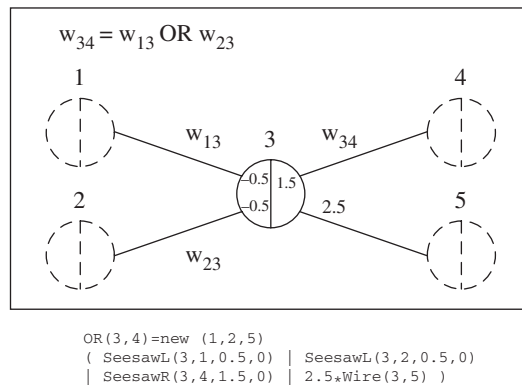 w34 = w13 OR w23
1
4
w13
3
w34
−0.5
1.5
−0.5
2
2.5
5
w23
OR(3,4)=new (1,2,5)
( SeesawL(3,1,0.5,0) | SeesawL(3,2,0.5,0)
| SeesawR(3,4,1.5,0) | 2.5*Wire(3,5) )